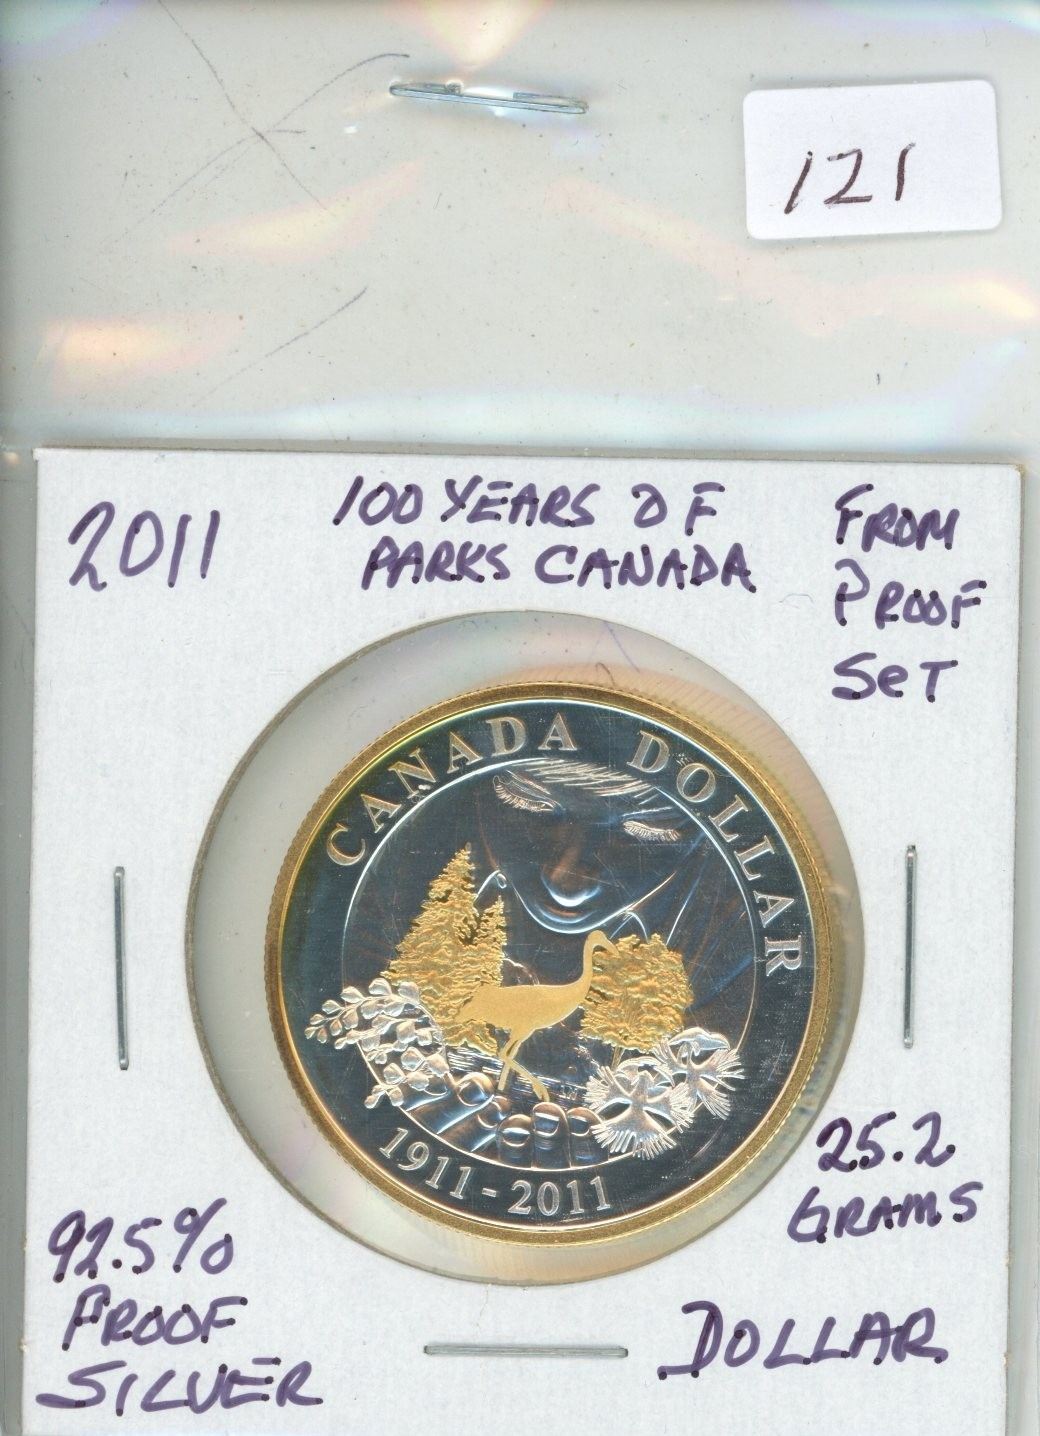 121
2011
100 YEARS OF
PARKS CANADA
FROM
PROOF
SeT
CANADA DOLLAR
1911-2011
92.5%
PROOF
SILVER
25.2
GRAMS
DOLLAR